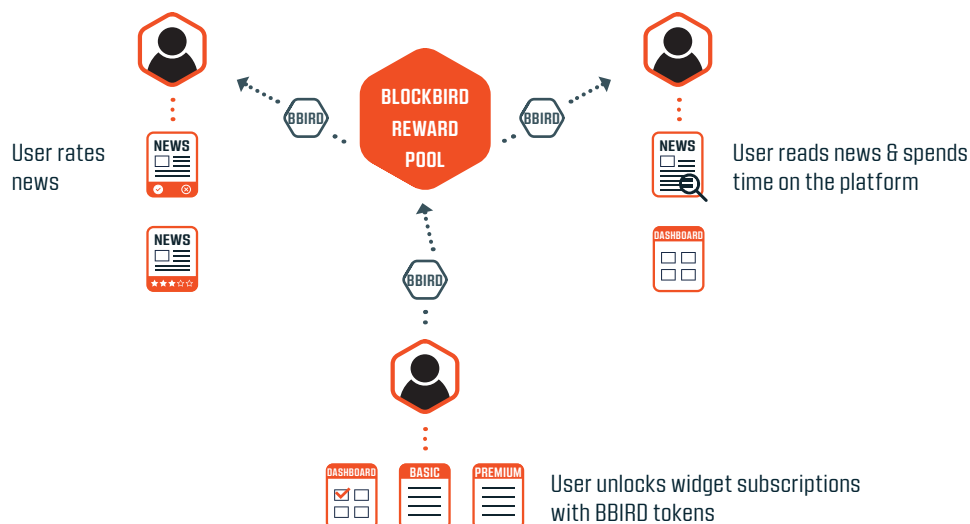 BLOCKBIRD
REWARD
POOL
BBIRD
BBIRD
User rates
news
NEWS
NEWS
NEWS
User reads news & spends
time on the platform
DASHBOARD
BBIRD
DASHBOARD
BASIC
PREMIUM
User unlocks widget subscriptions
with BBIRD tokens